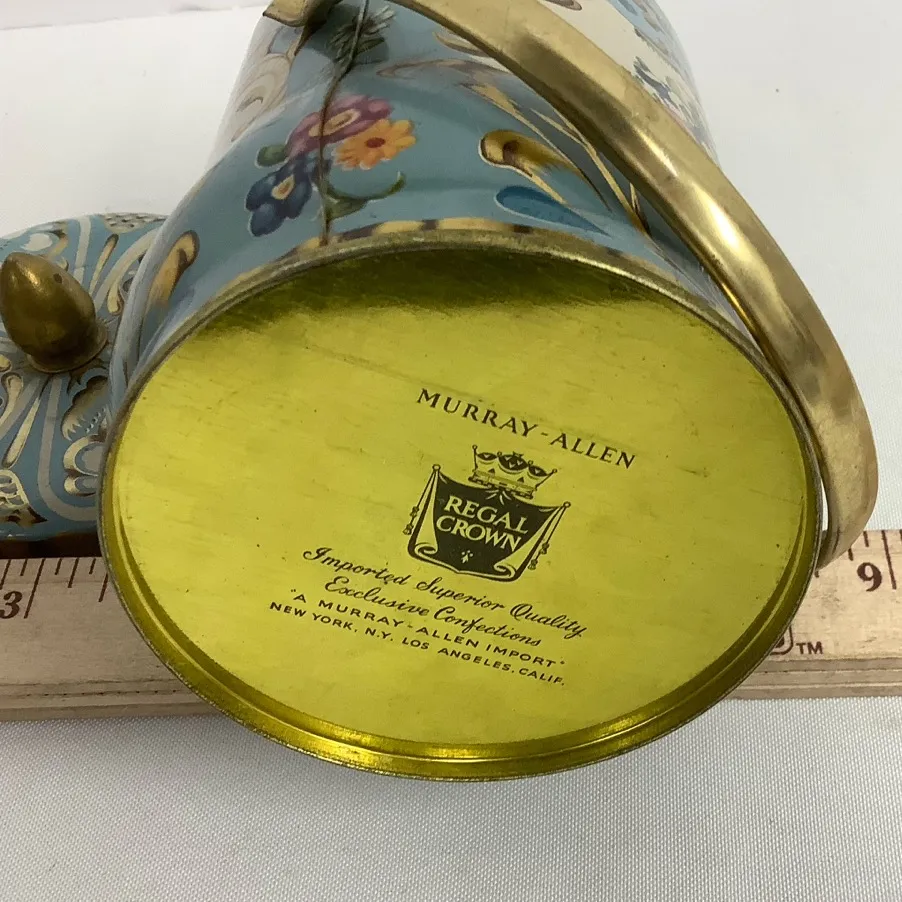 MURRAY-ALLEN
REGAL
CROWN
Imported Superior Quality
Exclusive Confections
"A MURRAY-ALLEN IMPORT"
NEW YORK, N.Y. LOS ANGELES, CALIF.
3
9
TM